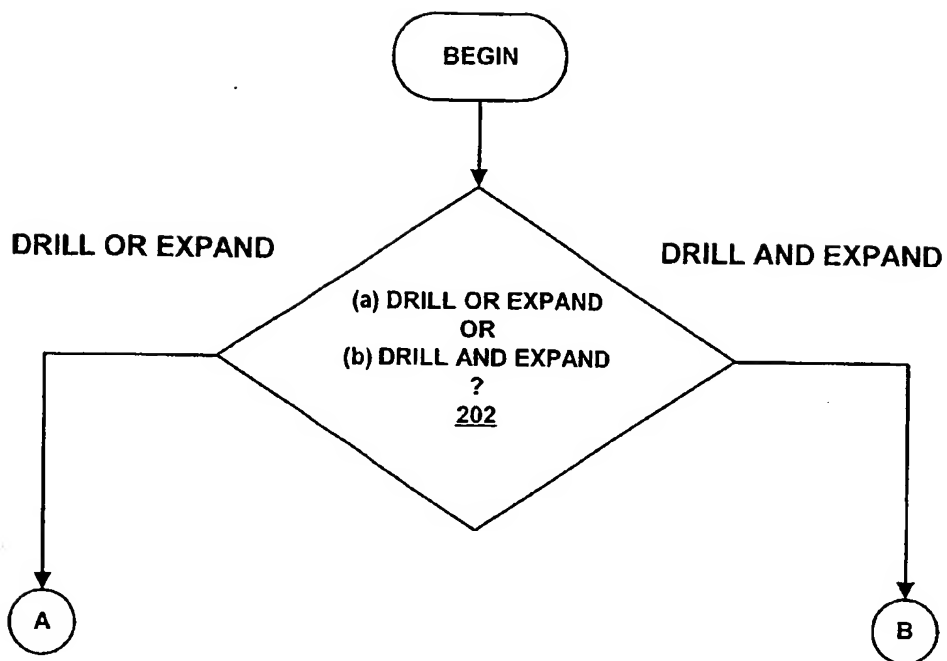 BEGIN
DRILL OR EXPAND
DRILL AND EXPAND
(a) DRILL OR EXPAND
OR
(b) DRILL AND EXPAND
?
202
A
B